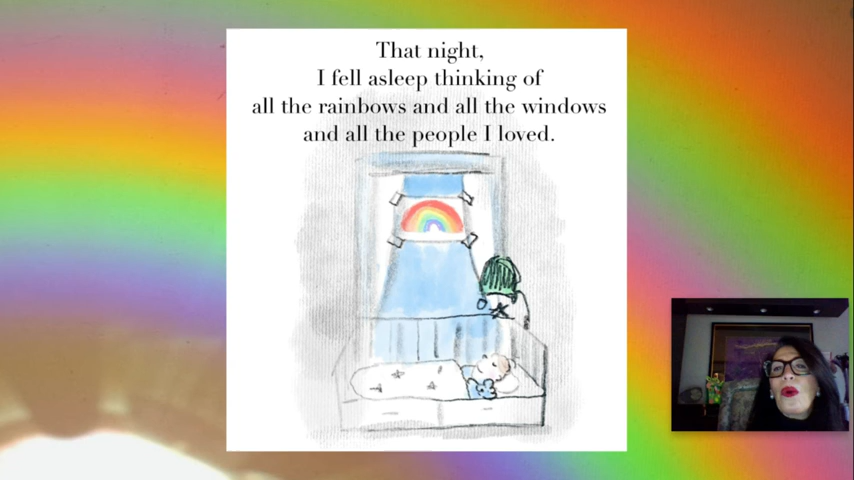 That night,
I fell asleep thinking of
all the rainbows and all the windows
and all the people I loved.